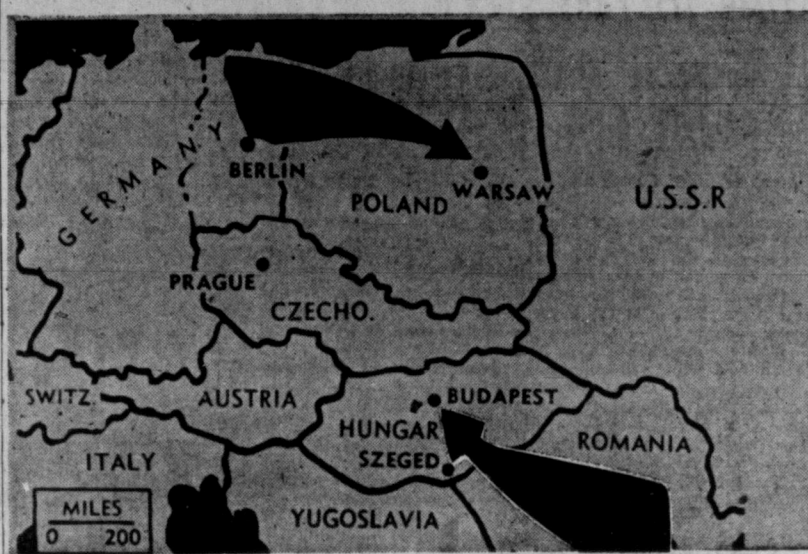 GERMANY
BERLIN
POLAND
WARSAW
U.S.S.R
PRAGUE
CZECHO.
SWITZ.
AUSTRIA
BUDAPEST
HUNGAR
ROMANIA
SZEGED
ITALY
YUGOSLAVIA
MILES
0 200